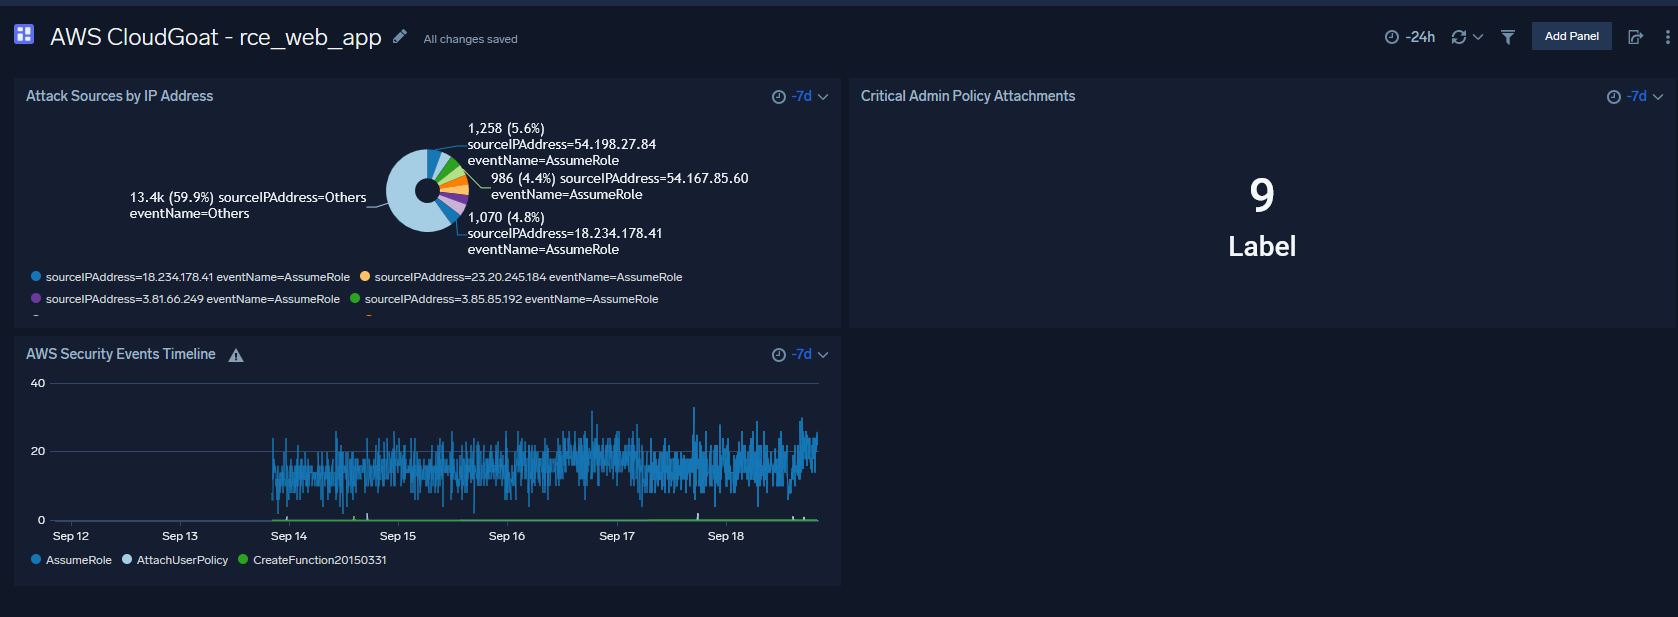 AWS CloudGoat - rce_web_app
All changes saved
-24h
Add Panel
Attack Sources by IP Address
-7d
1,258 (5.6%)
sourceIPAddress=54.198.27.84
eventName=AssumeRole
986 (4.4%) sourceIPAddress=54.167.85.60
eventName=AssumeRole
13.4k (59.9%) sourceIPAddress=Others
eventName=Others
1,070 (4.8%)
sourceIPAddress=18.234.178.41
eventName=AssumeRole
sourceIPAddress=18.234.178.41 eventName=AssumeRole
sourceIPAddress=23.20.245.184 eventName=AssumeRole
sourceIPAddress=3.81.66.249 eventName=AssumeRole
sourceIPAddress=3.85.85.192 eventName=AssumeRole
Critical Admin Policy Attachments
-7d
9
Label
AWS Security Events Timeline
-7d
40
20
0
Sep 12
Sep 13
Sep 14
Sep 15
Sep 16
Sep 17
Sep 18
AssumeRole
AttachUserPolicy
CreateFunction20150331